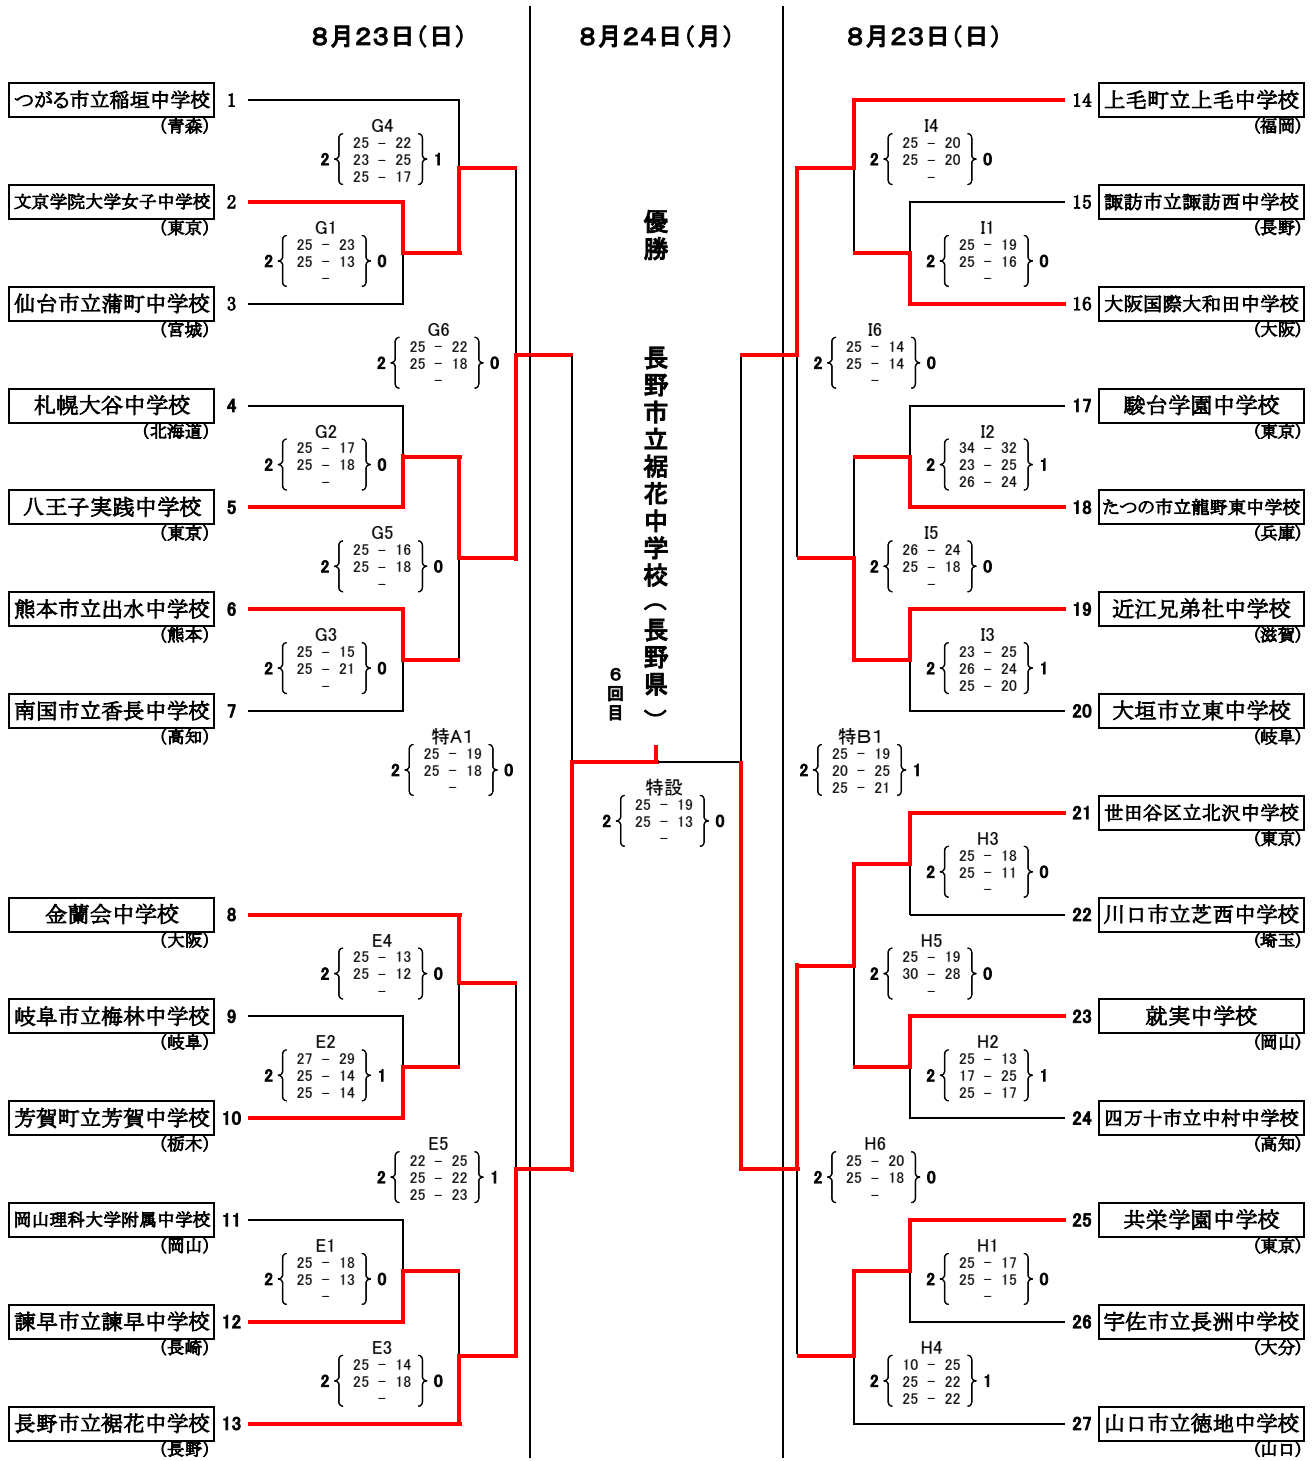 8月23日(日)
8月24日(月)
8月23日(日)
つがる市立稲垣中学校 1
(青森)
G4
25 - 22
2 23 - 25 1
25 - 17
文京学院大学女子中学校 2
(東京)
G1
25 - 23
2 25 - 13 0
-
仙台市立蒲町中学校 3
(宮城)
G6
25 - 22
2 25 - 18 0
-
札幌大谷中学校 4
(北海道)
G2
25 - 17
2 25 - 18 0
-
八王子実践中学校 5
(東京)
G5
25 - 16
2 25 - 18 0
-
熊本市立出水中学校 6
(熊本)
G3
25 - 15
2 25 - 21 0
-
南国市立香長中学校 7
(高知)
特A1
25 - 19
2 25 - 18 0
-
金蘭会中学校 8
(大阪)
E4
25 - 13
2 25 - 12 0
-
岐阜市立梅林中学校 9
(岐阜)
E2
27 - 29
2 25 - 14 1
25 - 14
芳賀町立芳賀中学校 10
(栃木)
E5
22 - 25
2 25 - 22 1
25 - 23
岡山理科大学附属中学校 11
(岡山)
E1
25 - 18
2 25 - 13 0
-
諫早市立諫早中学校 12
(長崎)
E3
25 - 14
2 25 - 18 0
-
長野市立裾花中学校 13
(長野)
優勝 長野市立裾花中学校(長野県)
6回目
特設
25 - 19
2 25 - 13 0
-
14 上毛町立上毛中学校
(福岡)
I4
25 - 20
2 25 - 20 0
-
15 諏訪市立諏訪西中学校
(長野)
I1
25 - 19
2 25 - 16 0
-
16 大阪国際大和田中学校
(大阪)
I6
25 - 14
2 25 - 14 0
-
17 駿台学園中学校
(東京)
I2
34 - 32
2 23 - 25 1
26 - 24
18 たつの市立龍野東中学校
(兵庫)
I5
26 - 24
2 25 - 18 0
-
19 近江兄弟社中学校
(滋賀)
I3
23 - 25
2 26 - 24 1
25 - 20
20 大垣市立東中学校
(岐阜)
特B1
25 - 19
2 20 - 25 1
25 - 21
21 世田谷区立北沢中学校
(東京)
H3
25 - 18
2 25 - 11 0
-
22 川口市立芝西中学校
(埼玉)
H5
25 - 19
2 30 - 28 0
-
23 就実中学校
(岡山)
H2
25 - 13
2 17 - 25 1
25 - 17
24 四万十市立中村中学校
(高知)
H6
25 - 20
2 25 - 18 0
-
25 共栄学園中学校
(東京)
H1
25 - 17
2 25 - 15 0
-
26 宇佐市立長洲中学校
(大分)
H4
10 - 25
2 25 - 22 1
25 - 22
27 山口市立徳地中学校
(山口)